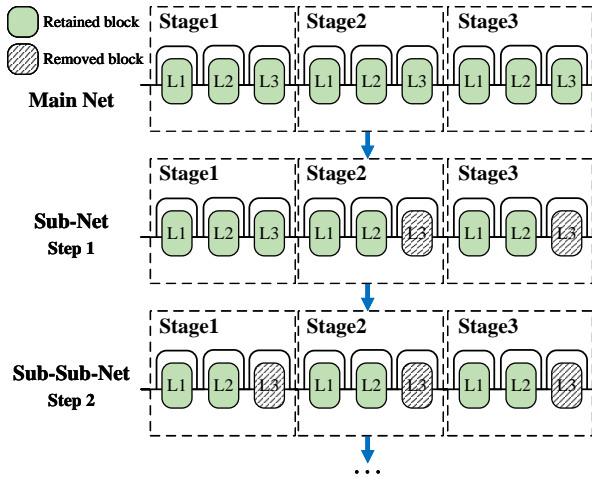 Retained block
Removed block
Stage1 Stage2 Stage3
L1 L2 L3 L1 L2 L3 L1 L2 L3
Main Net
Stage1 Stage2 Stage3
L1 L2 L3 L1 L2 L3 L1 L2 L3
Sub-Net
Step 1
Stage1 Stage2 Stage3
L1 L2 L3 L1 L2 L3 L1 L2 L3
Sub-Sub-Net
Step 2
...